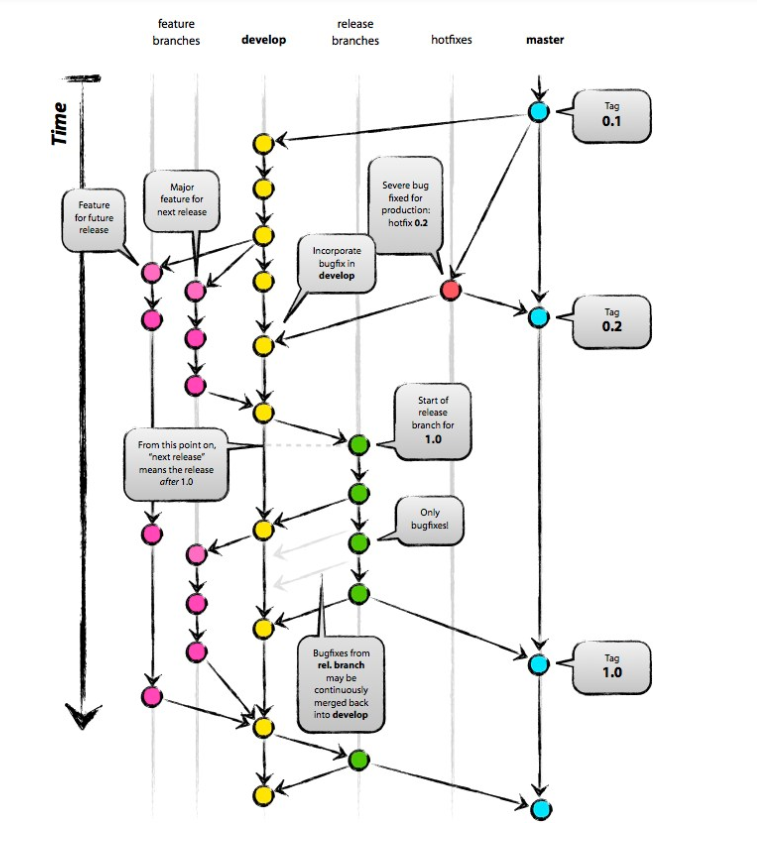 feature
branches
develop
release
branches
hotfixes
master
Time
Tag
0.1
Feature
for future
release
Major
feature for
next release
Severe bug
fixed for
production:
hotfix 0.2
Incorporate
bugfix in
develop
Tag
0.2
Start of
release
branch for
1.0
From this point on,
“next release”
means the release
after 1.0
Only
bugfixes!
Bugfixes from
rel. branch
may be
continuously
merged back
into develop
Tag
1.0